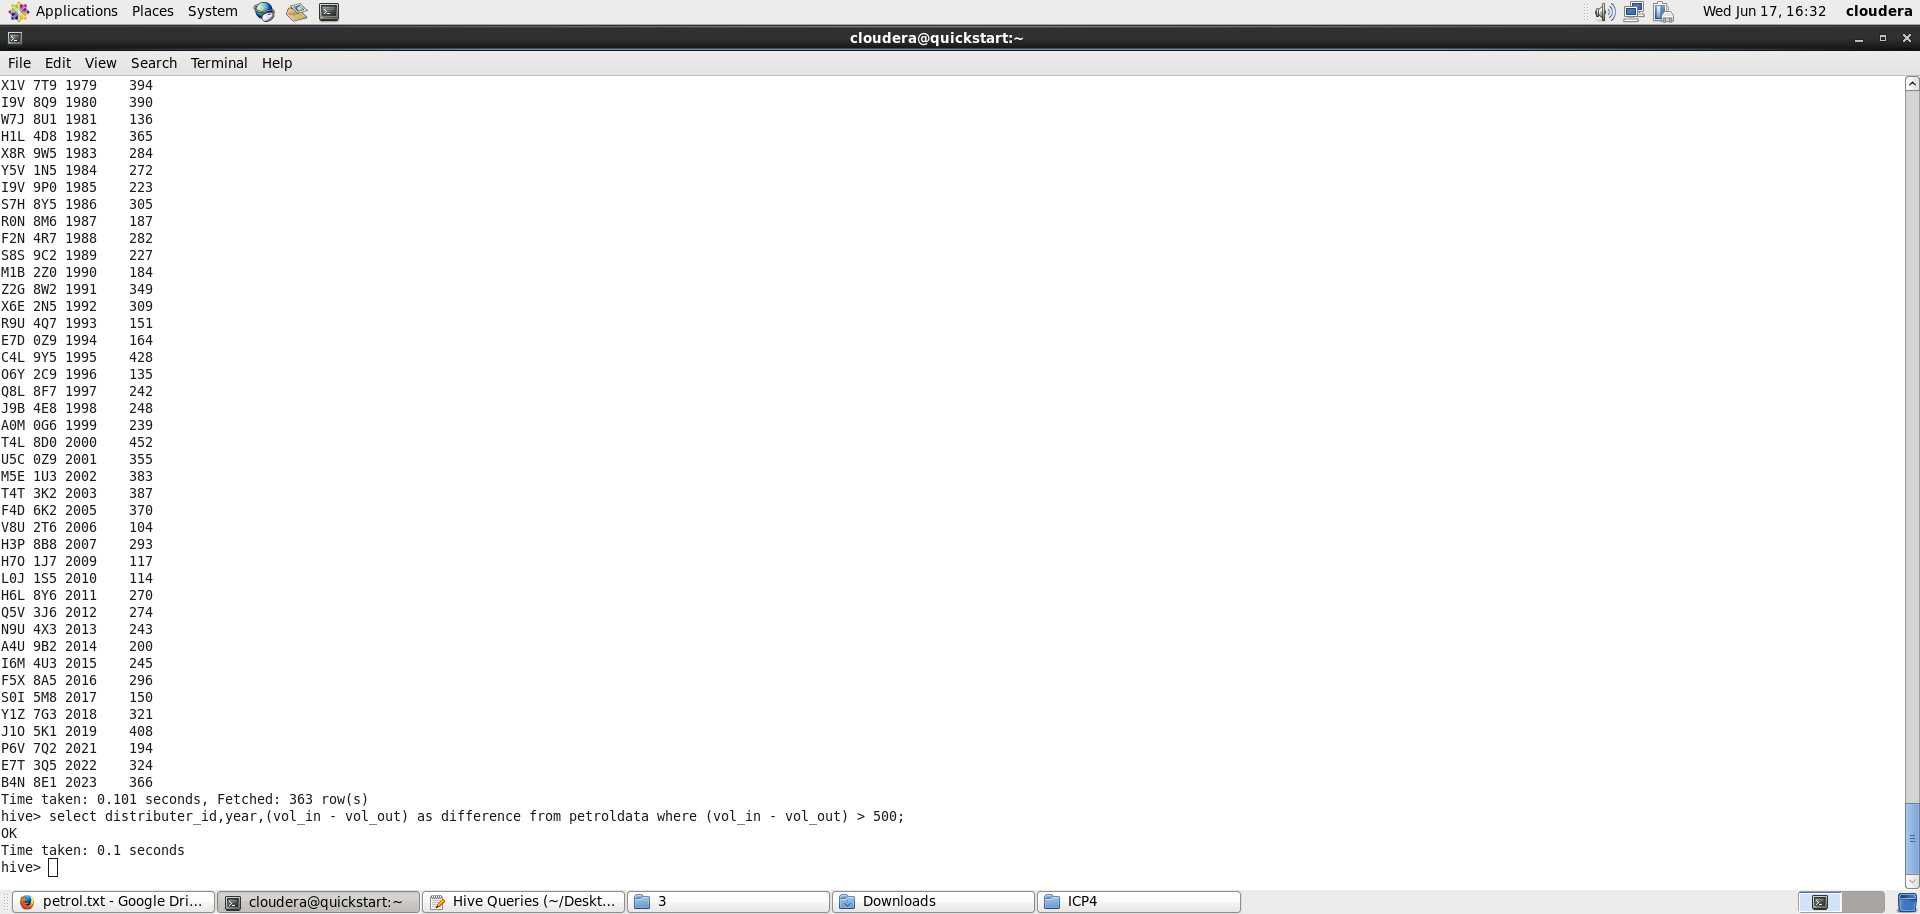 Applications Places System Wed Jun 17, 16:32 cloudera
cloudera@quickstart:~
File Edit View Search Terminal Help
X1V 7T9 1979    394
I9V 8Q9 1980    390
W7J 8U1 1981    136
H1L 4D8 1982    365
X8R 9W5 1983    284
Y5V 1N5 1984    272
I9V 9P0 1985    223
S7H 8Y5 1986    305
R0N 8M6 1987    187
F2N 4R7 1988    282
S8S 9C2 1989    227
M1B 2Z0 1990    184
Z2G 8W2 1991    349
X6E 2N5 1992    309
R9U 4Q7 1993    151
E7D 0Z9 1994    164
C4L 9Y5 1995    428
O6Y 2C9 1996    135
Q8L 8F7 1997    242
J9B 4E8 1998    248
A0M 0G6 1999    239
T4L 8D0 2000    452
U5C 0Z9 2001    355
M5E 1U3 2002    383
T4T 3K2 2003    387
F4D 6K2 2005    370
V8U 2T6 2006    104
H3P 8B8 2007    293
H7O 1J7 2009    117
L0J 1S5 2010    114
H6L 8Y6 2011    270
Q5V 3J6 2012    274
N9U 4X3 2013    243
A4U 9B2 2014    200
I6M 4U3 2015    245
F5X 8A5 2016    296
S0I 5M8 2017    150
Y1Z 7G3 2018    321
J1O 5K1 2019    408
P6V 7Q2 2021    194
E7T 3Q5 2022    324
B4N 8E1 2023    366
Time taken: 0.101 seconds, Fetched: 363 row(s)
hive> select distributer_id,year,(vol_in - vol_out) as difference from petroldata where (vol_in - vol_out) > 500;
OK
Time taken: 0.1 seconds
hive>
petrol.txt - Google Dri... cloudera@quickstart:~ Hive Queries (~/Deskt... 3 Downloads ICP4